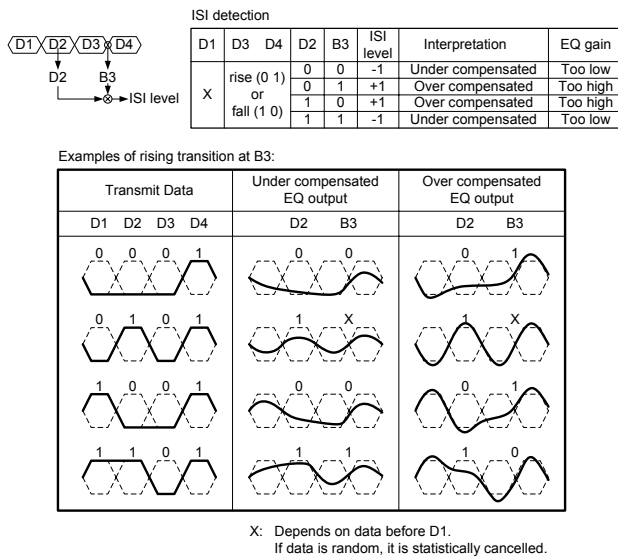 ISI detection
D1 D2 D3 D4
D2 B3
ISI level
D1 D3 D4 D2 B3 ISI level Interpretation EQ gain
X rise (0 1) or fall (1 0)
0 0 -1 Under compensated Too low
0 1 +1 Over compensated Too high
1 0 +1 Over compensated Too high
1 1 -1 Under compensated Too low
Examples of rising transition at B3:
Transmit Data Under compensated EQ output Over compensated EQ output
D1 D2 D3 D4 D2 B3 D2 B3
0 0 0 1 0 0 0 1
0 1 0 1 1 X 1 X
1 0 0 1 0 0 0 1
1 1 0 1 1 1 1 0
X: Depends on data before D1.
If data is random, it is statistically cancelled.